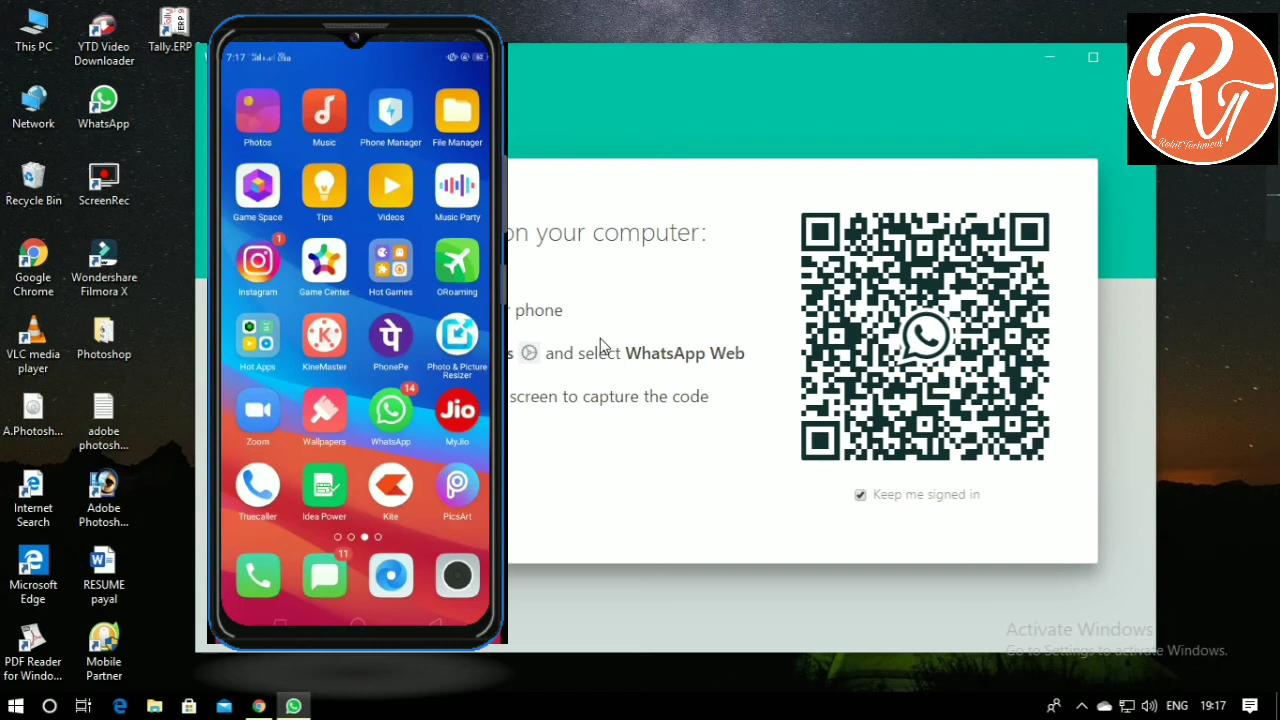 This PC
YTD Video
Downloader
Tally.ERP
Network
WhatsApp
Recycle Bin
ScreenRec
Google
Chrome
Wondershare
Filmora X
VLC media
player
Photoshop
A.Photosh...
adobe
photosh...
Internet
Search
Adobe
Photosh...
Microsoft
Edge
RESUME
payal
PDF Reader
for Windo...
Mobile
Partner
7:17
Photos
Music
Phone Manager
File Manager
Game Space
Tips
Videos
Music Party
1
Instagram
Game Center
Hot Games
ORoaming
Hot Apps
KineMaster
PhonePe
Photo & Picture
Resizer
14
Zoom
Wallpapers
WhatsApp
Jio
MyJio
Truecaller
Idea Power
Kite
PicsArt
11
on your computer:
r phone
s and select WhatsApp Web
screen to capture the code
Keep me signed in
RT
Rohit Technical
Activate Windows
Go to Settings to activate Windows.
ENG
19:17